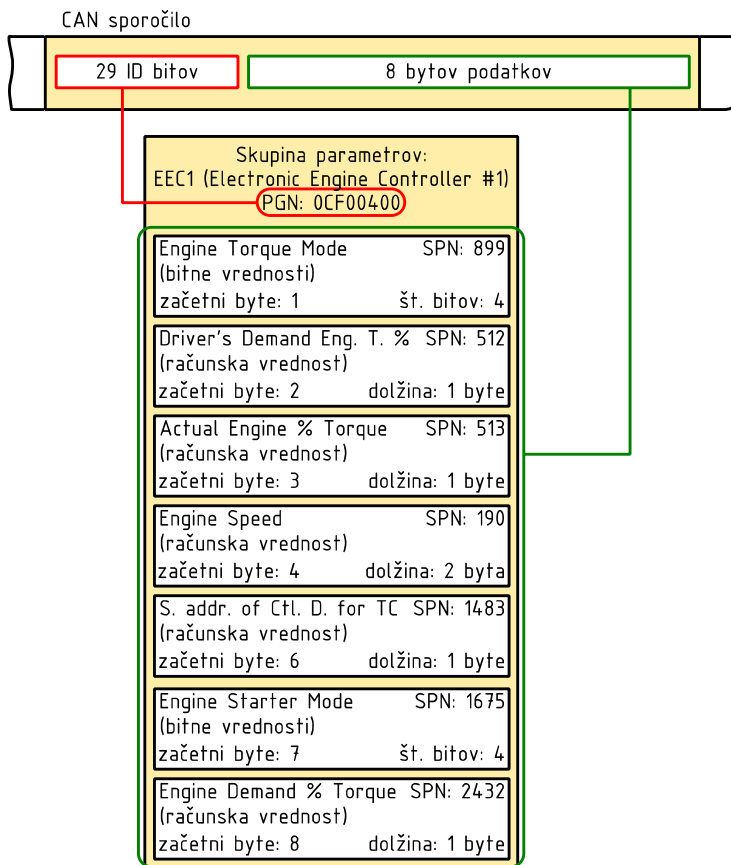 CAN sporočilo
29 ID bitov
8 bytov podatkov
Skupina parametrov:
EEC1 (Electronic Engine Controller #1)
PGN: 0CF00400
Engine Torque Mode SPN: 899
(bitne vrednosti)
začetni byte: 1 št. bitov: 4
Driver's Demand Eng. T. % SPN: 512
(računska vrednost)
začetni byte: 2 dolžina: 1 byte
Actual Engine % Torque SPN: 513
(računska vrednost)
začetni byte: 3 dolžina: 1 byte
Engine Speed SPN: 190
(računska vrednost)
začetni byte: 4 dolžina: 2 byta
S. addr. of Ctl. D. for TC SPN: 1483
(računska vrednost)
začetni byte: 6 dolžina: 1 byte
Engine Starter Mode SPN: 1675
(bitne vrednosti)
začetni byte: 7 št. bitov: 4
Engine Demand % Torque SPN: 2432
(računska vrednost)
začetni byte: 8 dolžina: 1 byte